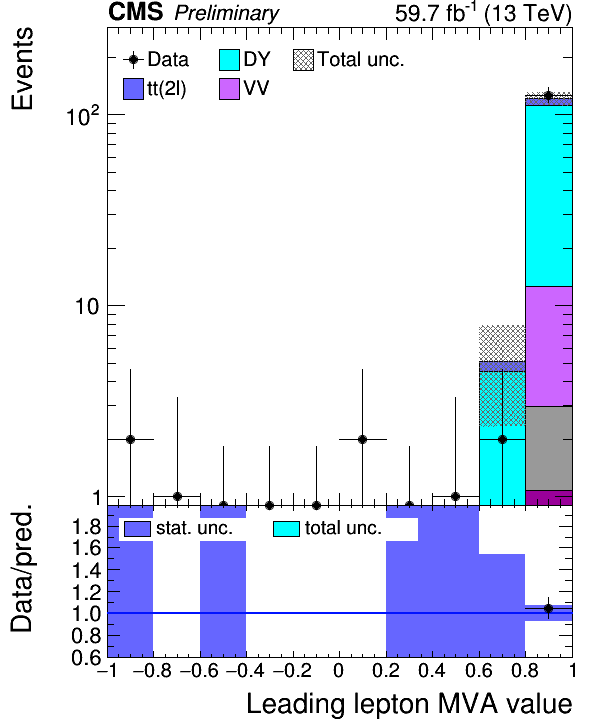 CMS Preliminary 59.7 fb⁻¹ (13 TeV)
Events
Data DY Total unc.
tt(2l) VV
10²
10
1
Data/pred.
stat. unc. total unc.
1.8
1.6
1.4
1.2
1.0
0.8
0.6
−1 −0.8 −0.6 −0.4 −0.2 0 0.2 0.4 0.6 0.8 1
Leading lepton MVA value